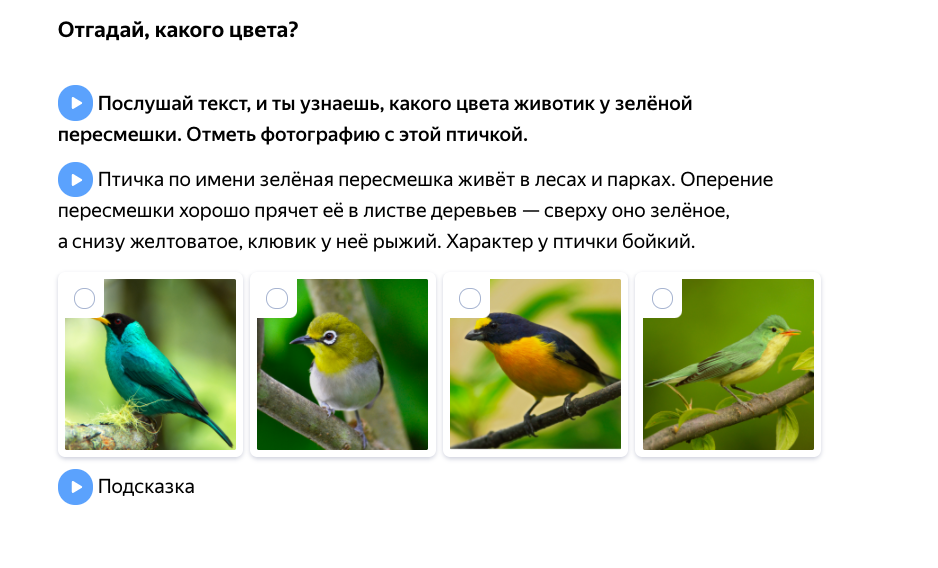 Отгадай, какого цвета?
Послушай текст, и ты узнаешь, какого цвета животик у зелёной
пересмешки. Отметь фотографию с этой птичкой.
Птичка по имени зелёная пересмешка живёт в лесах и парках. Оперение
пересмешки хорошо прячет её в листве деревьев — сверху оно зелёное,
а снизу желтоватое, клювик у неё рыжий. Характер у птички бойкий.
Подсказка